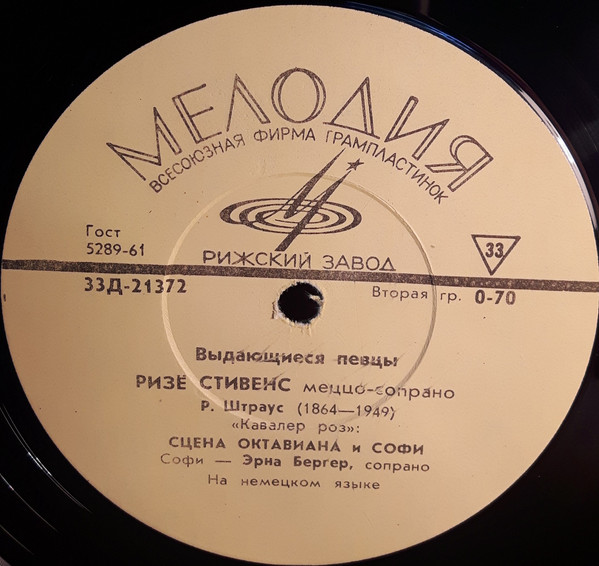 МЕЛОДИЯ
ВСЕСОЮЗНАЯ ФИРМА ГРАМПЛАСТИНОК
РИЖСКИЙ ЗАВОД
Гост
5289-61
33
33Д-21372
Вторая гр. 0-70
Выдающиеся певцы
РИЗЕ СТИВЕНС меццо-сопрано
Р. Штраус (1864—1949)
«Кавалер роз»:
СЦЕНА ОКТАВИАНА и СОФИ
Софи — Эрна Бергер, сопрано
На немецком языке